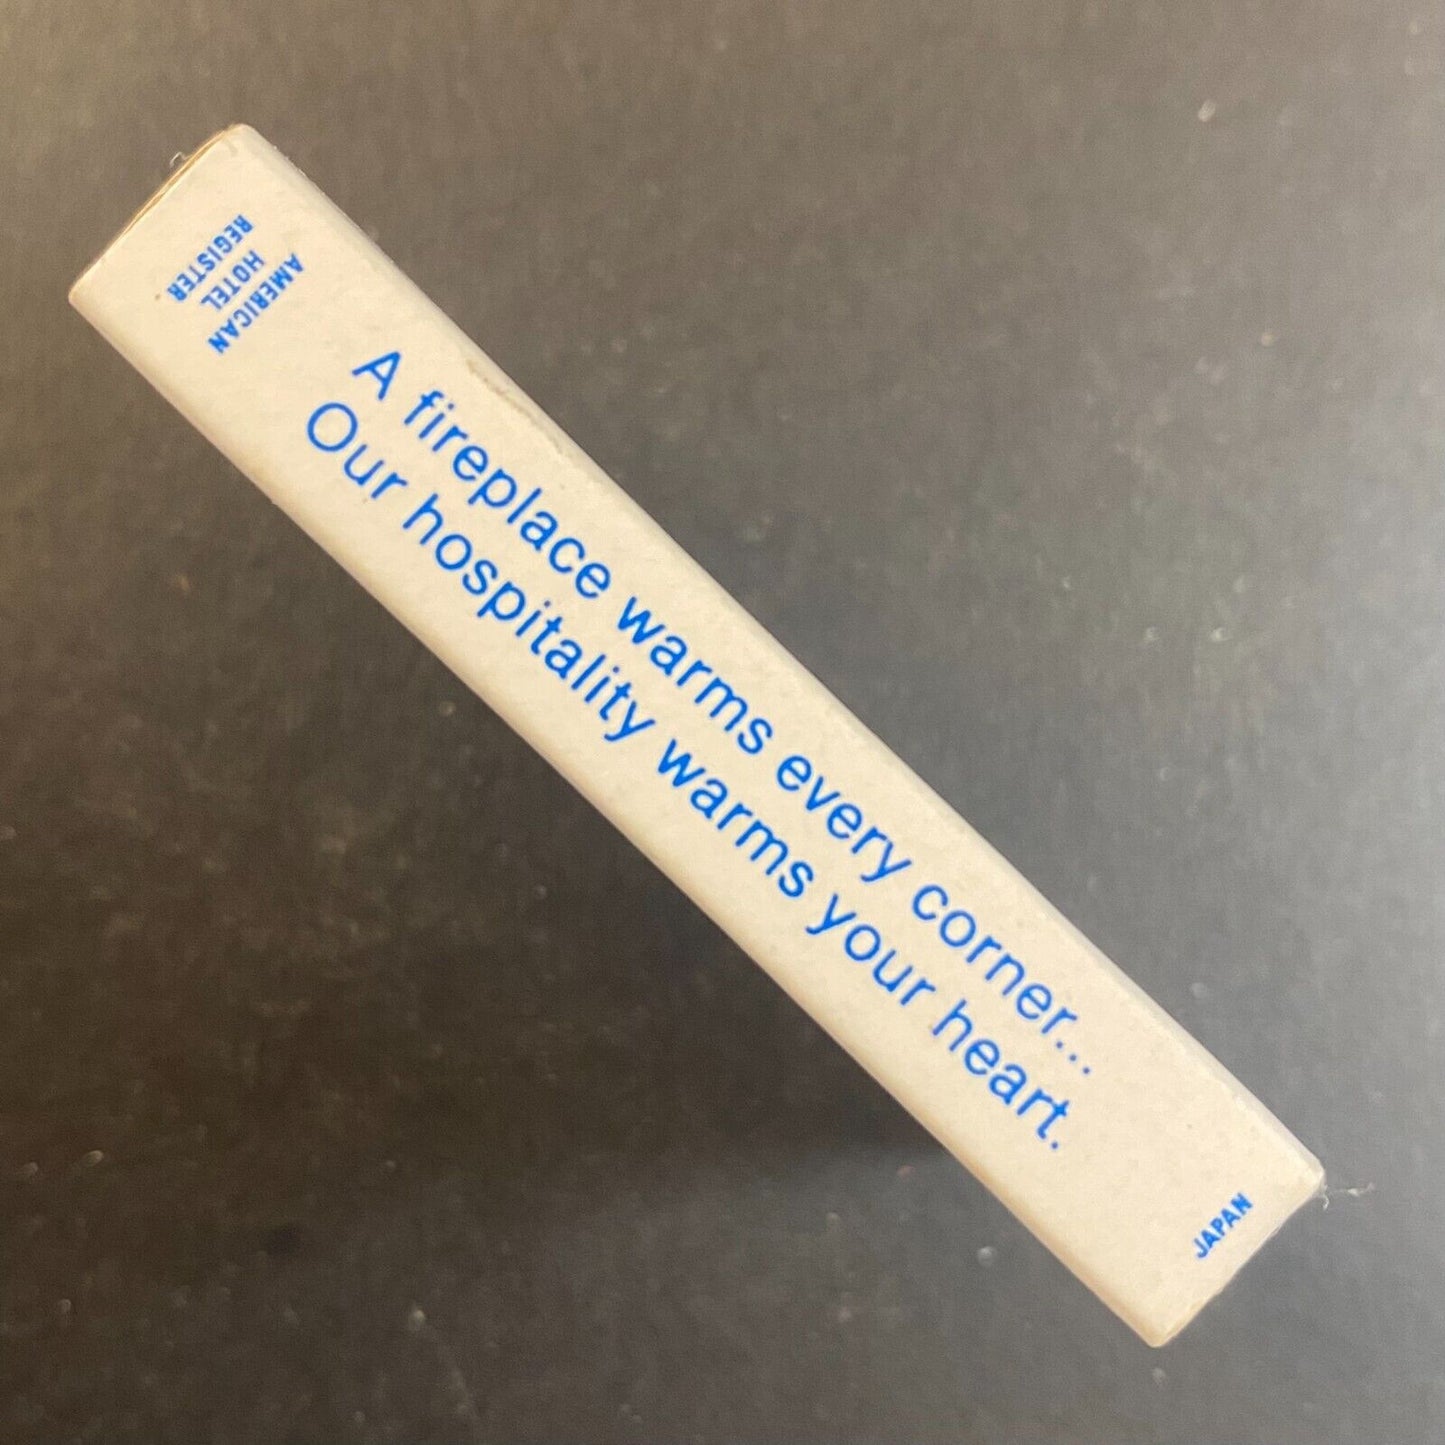 AMERICAN
HOTEL
REGISTER
A fireplace warms every corner...
Our hospitality warms your heart.
JAPAN